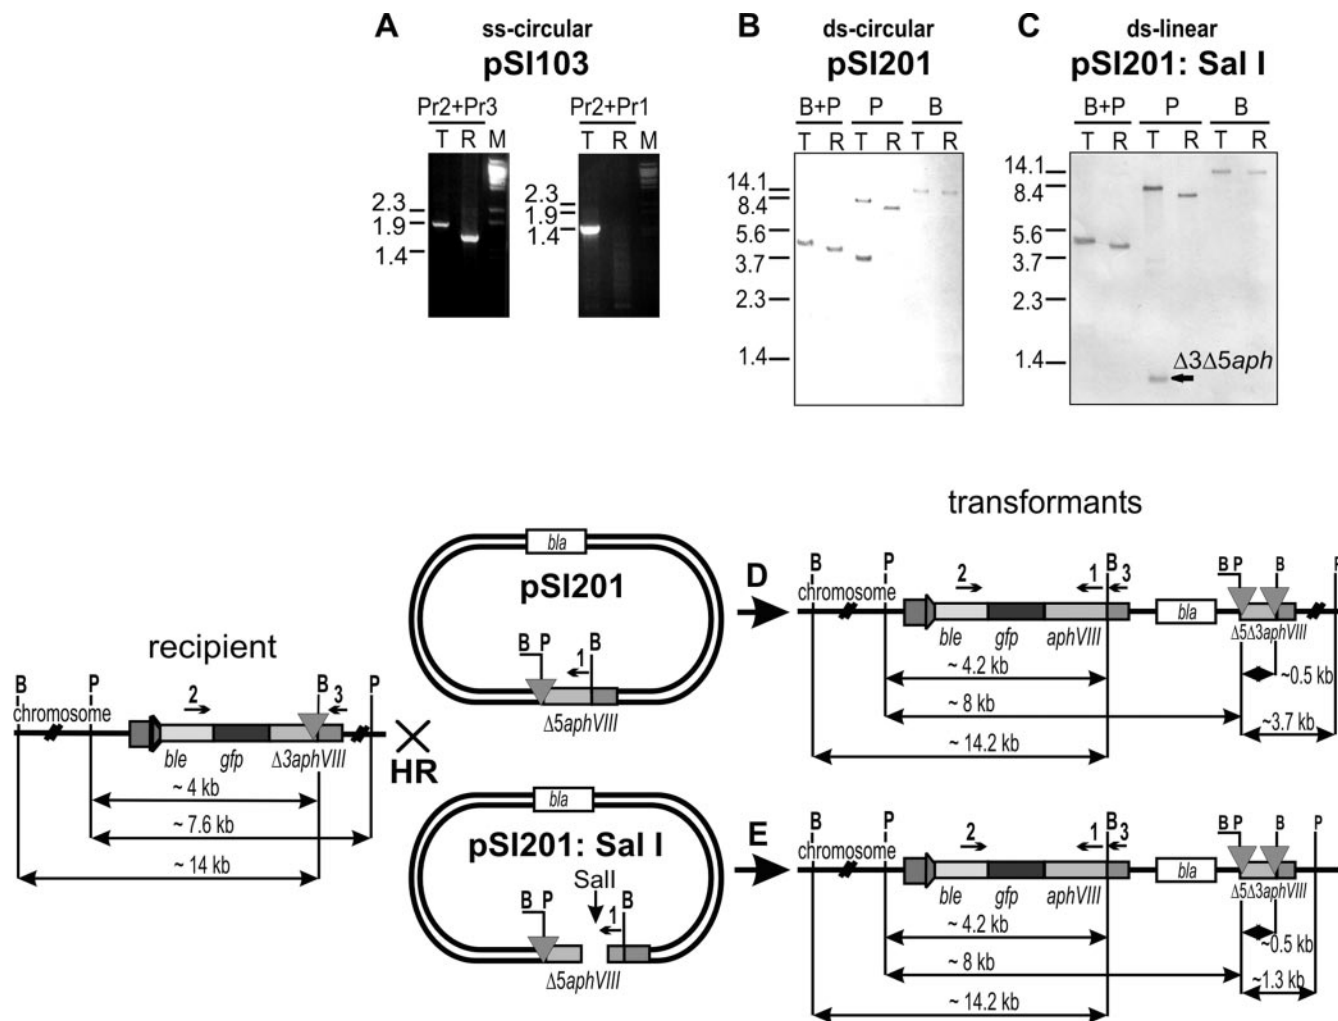 A
ss-circular
pSI103
Pr2+Pr3
T R M
2.3
1.9
1.4
Pr2+Pr1
T R M
2.3
1.9
1.4
B
ds-circular
pSI201
B+P P B
T R T R T R
14.1
8.4
5.6
3.7
2.3
1.4
C
ds-linear
pSI201: Sal I
B+P P B
T R T R T R
14.1
8.4
5.6
3.7
2.3
1.4
Δ3Δ5aph
recipient
B P B P
chromosome
2 3
ble gfp Δ3aphVIII
~ 4 kb
~ 7.6 kb
~ 14 kb
HR
bla
pSI201
B P B
1
Δ5aphVIII
bla
pSI201: Sal I
SalI
B P B
1
Δ5aphVIII
transformants
D
B P B B P B P
chromosome
2 1 3
ble gfp aphVIII
bla
Δ5Δ3aphVIII
~ 4.2 kb
~0.5 kb
~ 8 kb
~3.7 kb
~ 14.2 kb
E
B P B B P B P
chromosome
2 1 3
ble gfp aphVIII
bla
Δ5Δ3aphVIII
~ 4.2 kb
~0.5 kb
~ 8 kb
~1.3 kb
~ 14.2 kb